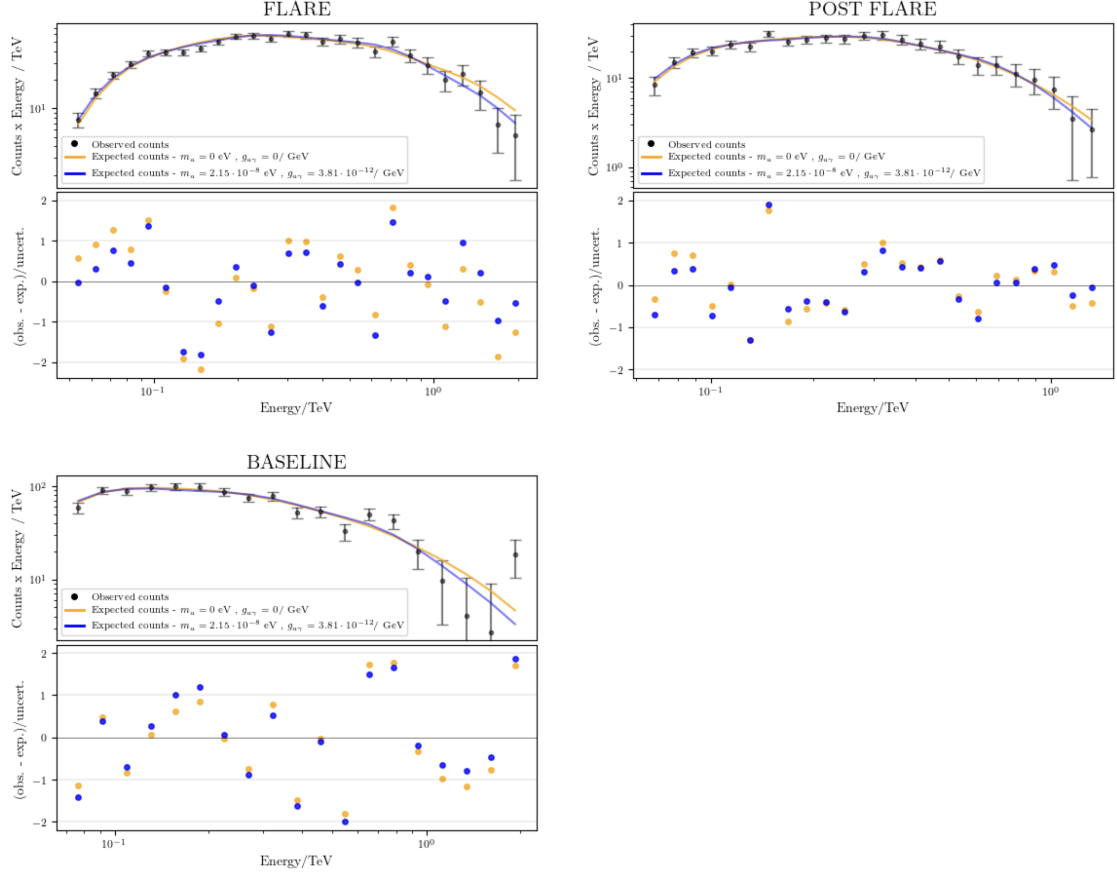 FLARE
Counts x Energy / TeV
10¹
Observed counts
Expected counts - mₐ = 0 eV , gₐᵧ = 0/ GeV
Expected counts - mₐ = 2.15 · 10⁻⁸ eV , gₐᵧ = 3.81 · 10⁻¹²/ GeV
(obs. - exp.)/uncert.
2
1
0
−1
−2
10⁻¹
10⁰
Energy/TeV
POST FLARE
Counts x Energy / TeV
10¹
10⁰
Observed counts
Expected counts - mₐ = 0 eV , gₐᵧ = 0/ GeV
Expected counts - mₐ = 2.15 · 10⁻⁸ eV , gₐᵧ = 3.81 · 10⁻¹²/ GeV
(obs. - exp.)/uncert.
2
1
0
−1
−2
10⁻¹
10⁰
Energy/TeV
BASELINE
Counts x Energy / TeV
10²
10¹
Observed counts
Expected counts - mₐ = 0 eV , gₐᵧ = 0/ GeV
Expected counts - mₐ = 2.15 · 10⁻⁸ eV , gₐᵧ = 3.81 · 10⁻¹²/ GeV
(obs. - exp.)/uncert.
2
1
0
−1
−2
10⁻¹
10⁰
Energy/TeV